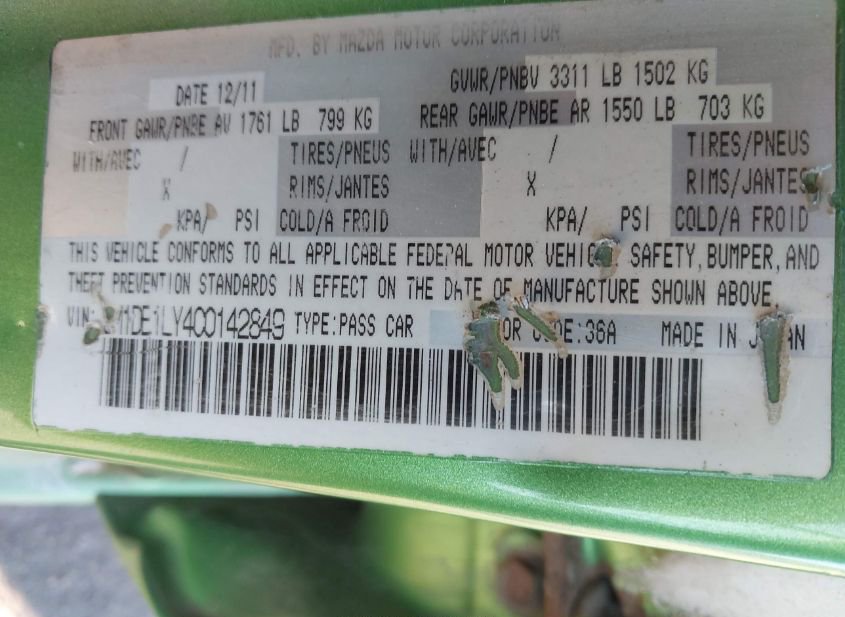 MFD. BY MAZDA MOTOR CORPORATION
DATE 12/11 GVWR/PNBV 3311 LB 1502 KG
FRONT GAWR/PNBE AV 1761 LB 799 KG REAR GAWR/PNBE AR 1550 LB 703 KG
WITH/AVEC / TIRES/PNEUS WITH/AVEC / TIRES/PNEUS
X RIMS/JANTES X RIMS/JANTES
KPA/ PSI COLD/A FROID KPA/ PSI COLD/A FROID
THIS VEHICLE CONFORMS TO ALL APPLICABLE FEDERAL MOTOR VEHIC SAFETY, BUMPER, AND
THEFT PREVENTION STANDARDS IN EFFECT ON THE DATE OF MANUFACTURE SHOWN ABOVE.
VIN: TYPE:PASS CAR :36A MADE IN